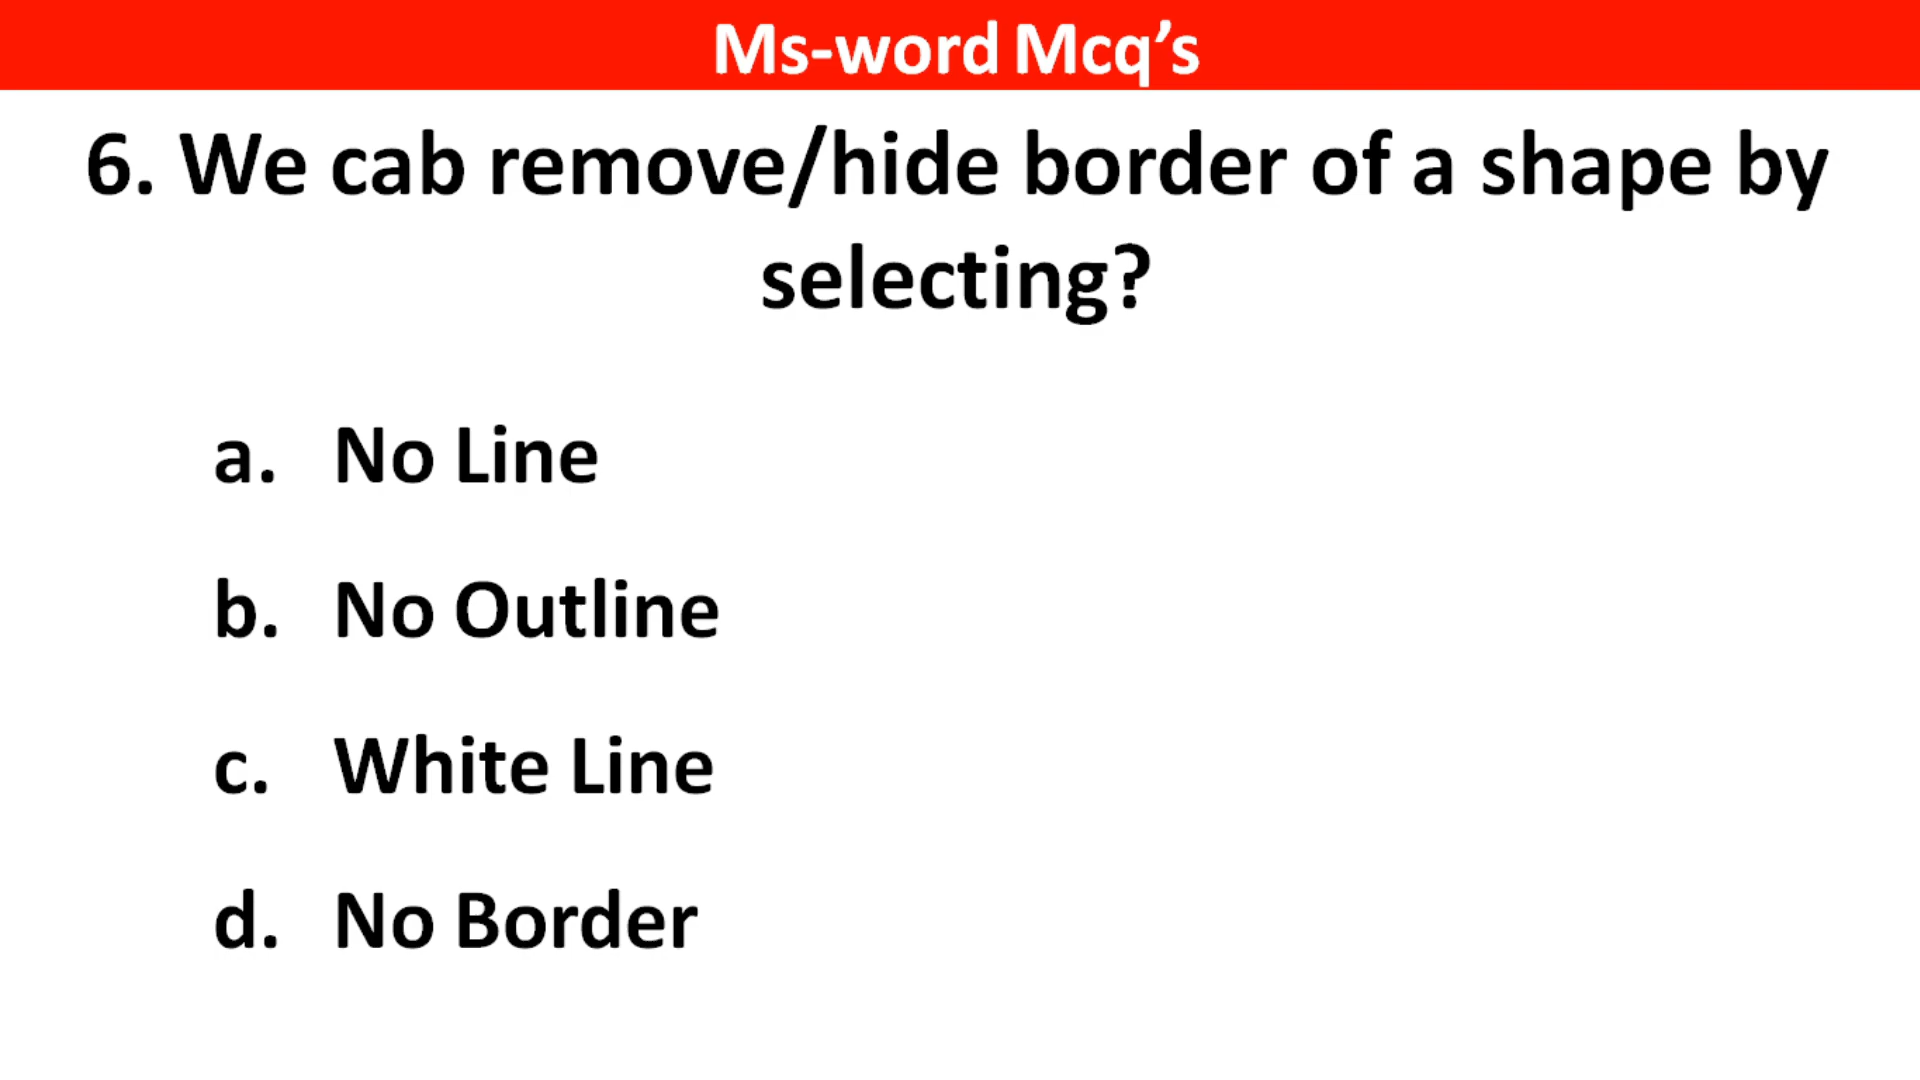 Ms-word Mcq’s
6. We cab remove/hide border of a shape by
selecting?
a. No Line
b. No Outline
c. White Line
d. No Border